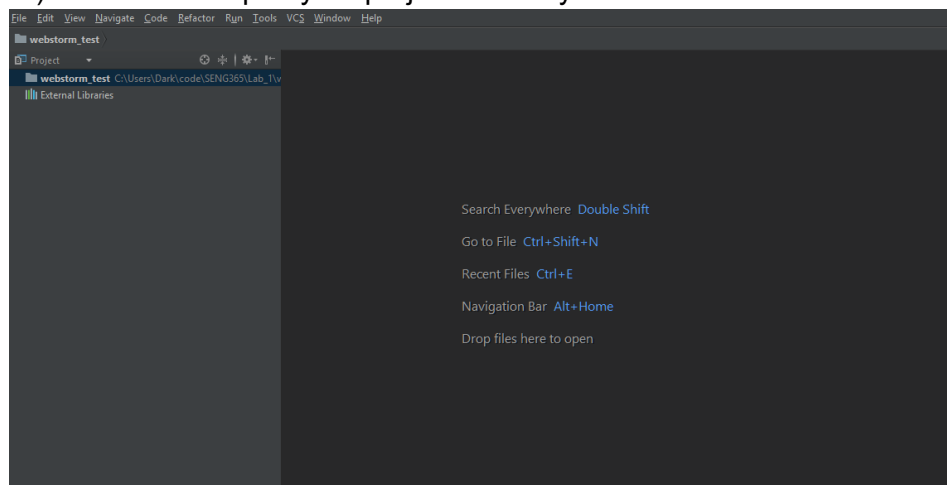 File Edit View Navigate Code Refactor Run Tools VCS Window Help
webstorm_test
Project
webstorm_test C:\Users\Dark\code\SENG365\Lab_1\
External Libraries
Search Everywhere Double Shift
Go to File Ctrl+Shift+N
Recent Files Ctrl+E
Navigation Bar Alt+Home
Drop files here to open